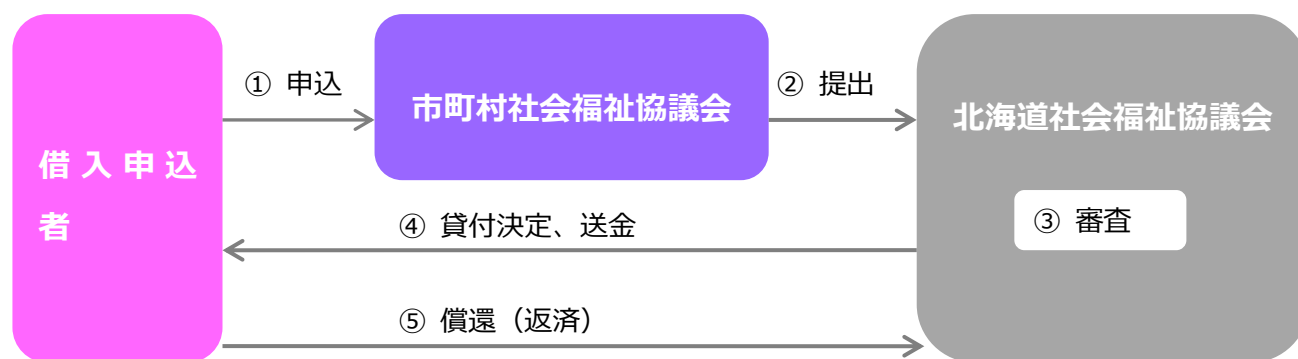 ① 申込
② 提出
市町村社会福祉協議会
北海道社会福祉協議会
借入申込
者
③ 審査
④ 貸付決定、送金
⑤ 償還（返済）